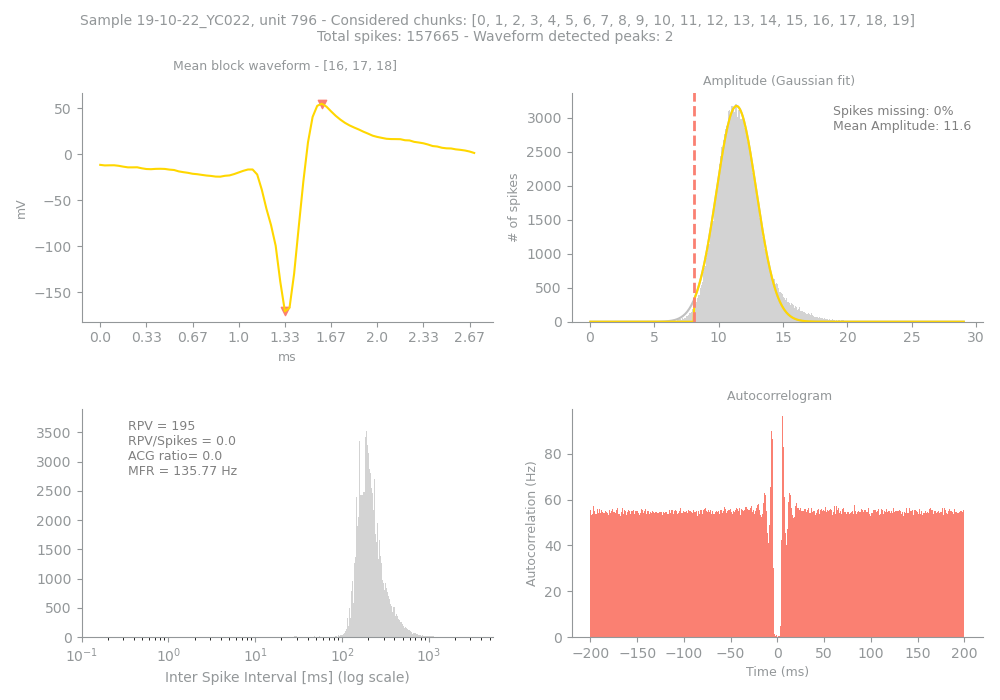 Sample 19-10-22_YC022, unit 796 - Considered chunks: [0, 1, 2, 3, 4, 5, 6, 7, 8, 9, 10, 11, 12, 13, 14, 15, 16, 17, 18, 19]
Total spikes: 157665 - Waveform detected peaks: 2
Mean block waveform - [16, 17, 18]
50
0
−50
−100
−150
mV
0.0 0.33 0.67 1.0 1.33 1.67 2.0 2.33 2.67
ms
Amplitude (Gaussian fit)
Spikes missing: 0%
Mean Amplitude: 11.6
3000
2500
2000
1500
1000
500
0
# of spikes
0 5 10 15 20 25 30
RPV = 195
RPV/Spikes = 0.0
ACG ratio= 0.0
MFR = 135.77 Hz
3500
3000
2500
2000
1500
1000
500
0
10⁻¹ 10⁰ 10¹ 10² 10³
Inter Spike Interval [ms] (log scale)
Autocorrelogram
80
60
40
20
0
Autocorrelation (Hz)
−200 −150 −100 −50 0 50 100 150 200
Time (ms)